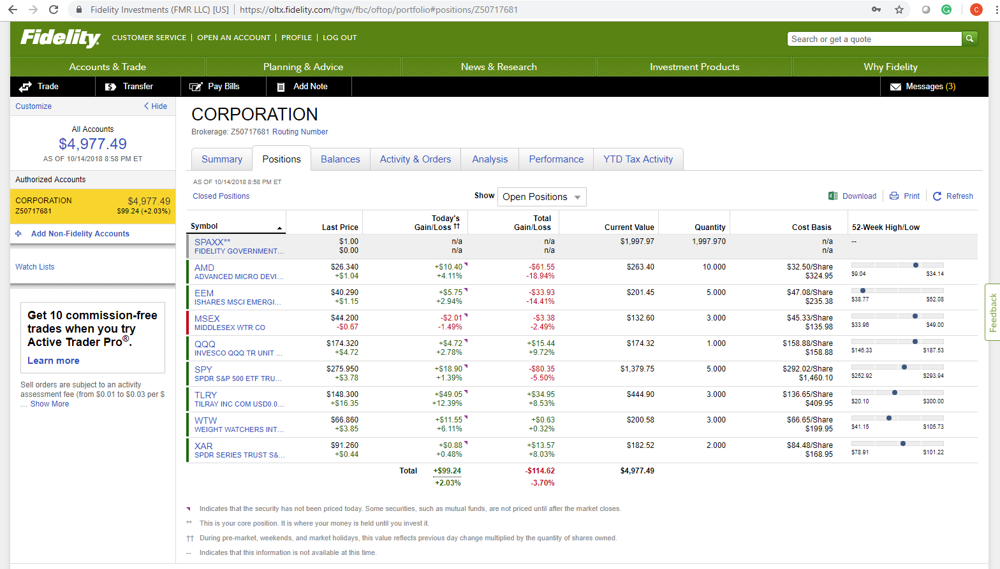 Fidelity Investments (FMR LLC) [US] | https://oltx.fidelity.com/ftgw/fbc/oftop/portfolio#positions/Z50717681
C
Fidelity
CUSTOMER SERVICE | OPEN AN ACCOUNT | PROFILE | LOG OUT
Search or get a quote
Accounts & Trade Planning & Advice News & Research Investment Products Why Fidelity
Trade Transfer Pay Bills Add Note Messages (3)
Customize Hide
All Accounts
$4,977.49
AS OF 10/14/2018 8:58 PM ET
Authorized Accounts
CORPORATION $4,977.49
Z50717681 $99.24 (+2.03%)
Add Non-Fidelity Accounts
Watch Lists
Get 10 commission-free
trades when you try
Active Trader Pro®.
Learn more
Sell orders are subject to an activity
assessment fee (from $0.01 to $0.03 per $
... Show More
CORPORATION
Brokerage: Z50717681 Routing Number
Summary Positions Balances Activity & Orders Analysis Performance YTD Tax Activity
AS OF 10/14/2018 8:58 PM ET
Closed Positions Show Open Positions Download Print Refresh
Today's Total
Symbol Last Price Gain/Loss †† Gain/Loss Current Value Quantity Cost Basis 52-Week High/Low
SPAXX** $1.00 n/a n/a $1,997.97 1,997.970 n/a --
FIDELITY GOVERNMENT... $0.00 n/a n/a n/a
AMD $26.340 +$10.40 -$61.55 $263.40 10.000 $32.50/Share
ADVANCED MICRO DEVI... +$1.04 +4.11% -18.94% $324.95 $9.04 $34.14
EEM $40.290 +$5.75 -$33.93 $201.45 5.000 $47.08/Share
ISHARES MSCI EMERGI... +$1.15 +2.94% -14.41% $235.38 $38.77 $52.08
MSEX $44.200 -$2.01 -$3.38 $132.60 3.000 $45.33/Share
MIDDLESEX WTR CO -$0.67 -1.49% -2.49% $135.98 $33.96 $49.00
QQQ $174.320 +$4.72 +$15.44 $174.32 1.000 $158.88/Share
INVESCO QQQ TR UNIT ... +$4.72 +2.78% +9.72% $158.88 $146.33 $187.53
SPY $275.950 +$18.90 -$80.35 $1,379.75 5.000 $292.02/Share
SPDR S&P 500 ETF TRU... +$3.78 +1.39% -5.50% $1,460.10 $252.92 $293.94
TLRY $148.300 +$49.05 +$34.95 $444.90 3.000 $136.65/Share
TILRAY INC COM USD0.0... +$16.35 +12.39% +8.53% $409.95 $20.10 $300.00
WTW $66.860 +$11.55 +$0.63 $200.58 3.000 $66.65/Share
WEIGHT WATCHERS INT... +$3.85 +6.11% +0.32% $199.95 $41.15 $105.73
XAR $91.260 +$0.88 +$13.57 $182.52 2.000 $84.48/Share
SPDR SERIES TRUST S&... +$0.44 +0.48% +8.03% $168.95 $78.91 $101.22
Total +$99.24 -$114.62 $4,977.49
+2.03% -3.70%
Indicates that the security has not been priced today. Some securities, such as mutual funds, are not priced until after the market closes.
** This is your core position. It is where your money is held until you invest it.
†† During pre-market, weekends, and market holidays, this value reflects previous day change multiplied by the quantity of shares owned.
-- Indicates that this information is not available at this time.
Feedback